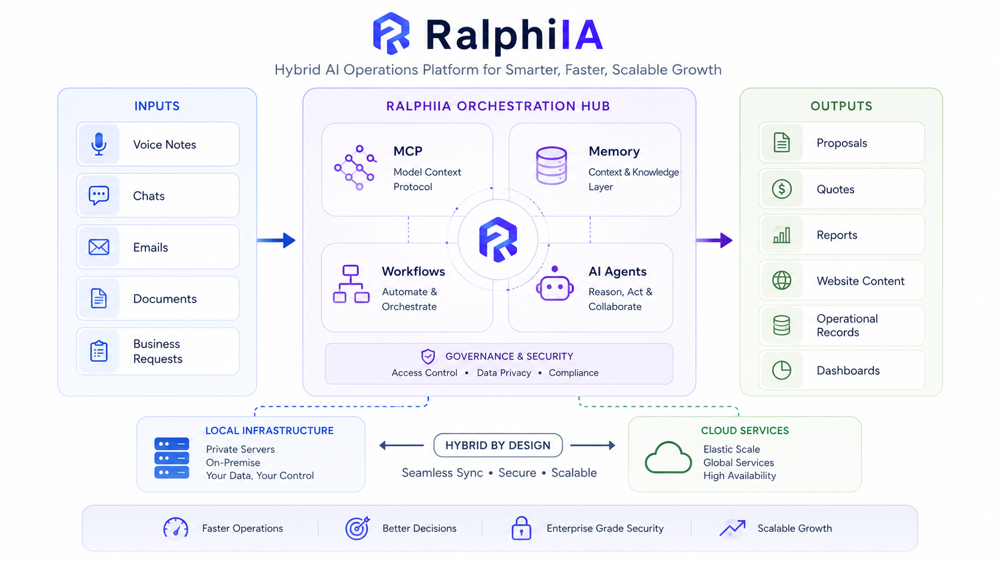 RalphiIA
Hybrid AI Operations Platform for Smarter, Faster, Scalable Growth
INPUTS
Voice Notes
Chats
Emails
Documents
Business
Requests
RALPHIIA ORCHESTRATION HUB
MCP
Model Context
Protocol
Memory
Context & Knowledge
Layer
Workflows
Automate &
Orchestrate
AI Agents
Reason, Act &
Collaborate
GOVERNANCE & SECURITY
Access Control • Data Privacy • Compliance
OUTPUTS
Proposals
Quotes
Reports
Website Content
Operational
Records
Dashboards
LOCAL INFRASTRUCTURE
Private Servers
On-Premise
Your Data, Your Control
HYBRID BY DESIGN
Seamless Sync • Secure • Scalable
CLOUD SERVICES
Elastic Scale
Global Services
High Availability
Faster Operations
Better Decisions
Enterprise Grade Security
Scalable Growth